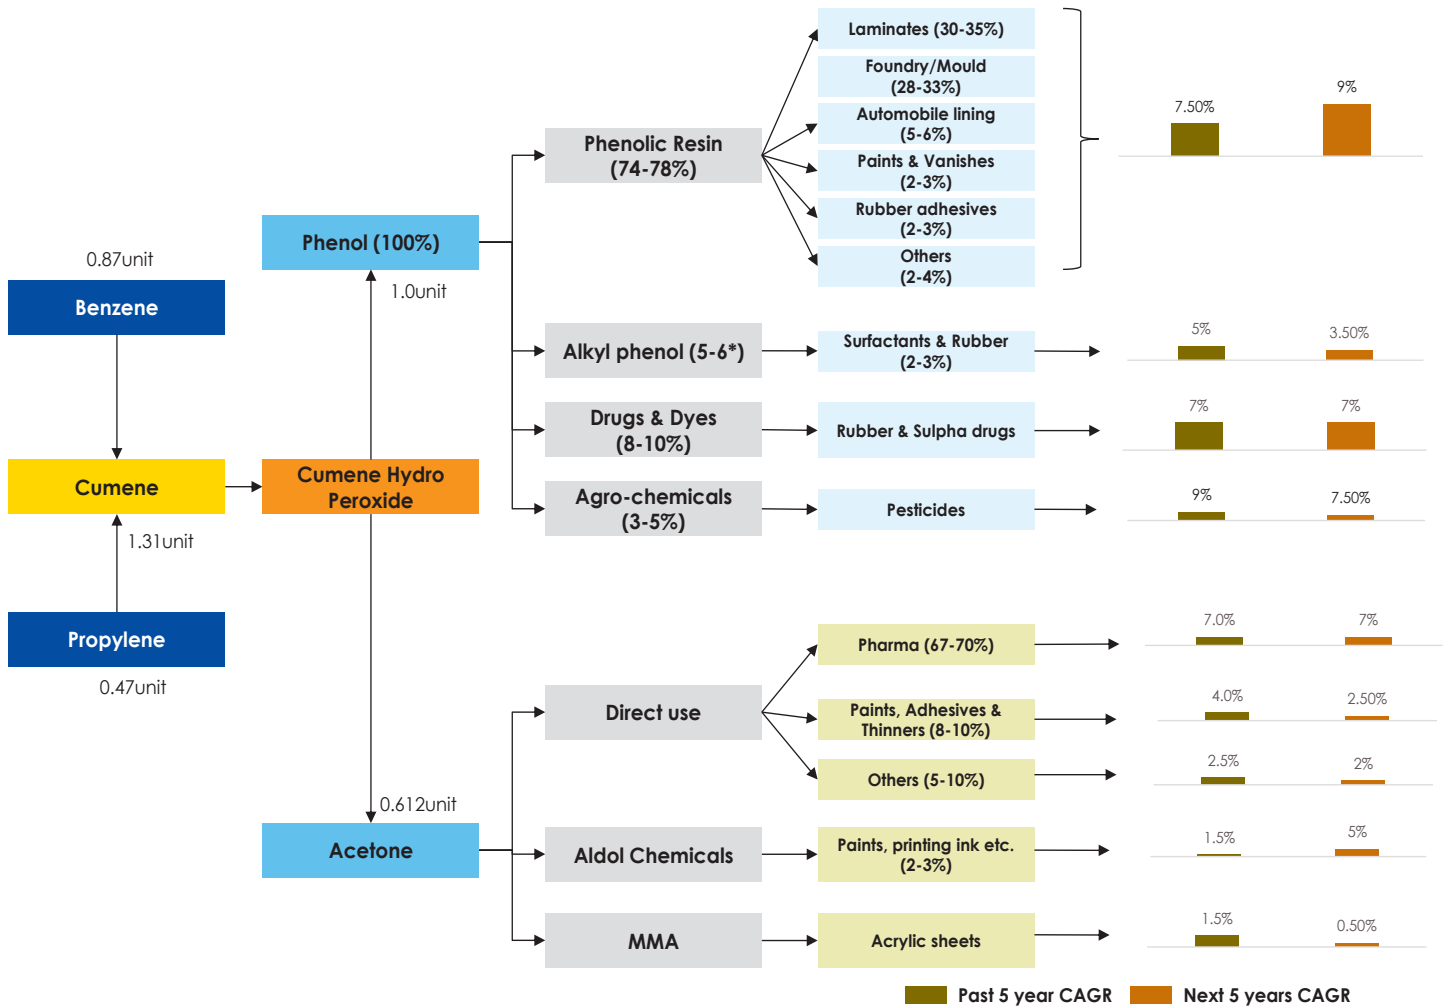 0.87unit
Benzene
Cumene
1.31unit
Propylene
0.47unit
Phenol (100%)
1.0unit
Cumene Hydro
Peroxide
0.612unit
Acetone
Phenolic Resin
(74-78%)
Laminates (30-35%)
Foundry/Mould
(28-33%)
Automobile lining
(5-6%)
Paints & Vanishes
(2-3%)
Rubber adhesives
(2-3%)
Others
(2-4%)
7.50%
9%
Alkyl phenol (5-6*)
Surfactants & Rubber
(2-3%)
5%
3.50%
Drugs & Dyes
(8-10%)
Rubber & Sulpha drugs
7%
7%
Agro-chemicals
(3-5%)
Pesticides
9%
7.50%
Direct use
Pharma (67-70%)
7.0%
7%
Paints, Adhesives &
Thinners (8-10%)
4.0%
2.50%
Others (5-10%)
2.5%
2%
Aldol Chemicals
Paints, printing ink etc.
(2-3%)
1.5%
5%
MMA
Acrylic sheets
1.5%
0.50%
Past 5 year CAGR
Next 5 years CAGR